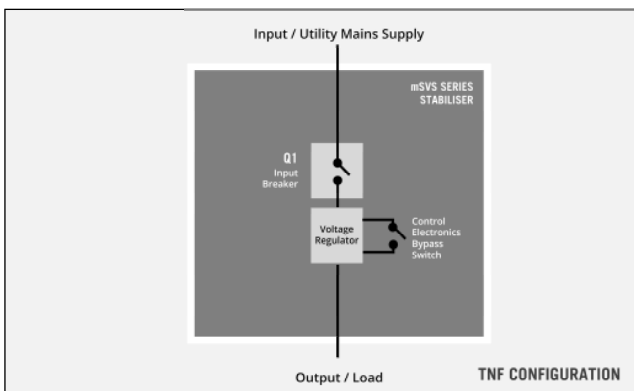 Input / Utility Mains Supply
mSVS SERIES
STABILISER
Q1
Input
Breaker
Voltage
Regulator
Control
Electronics
Bypass
Switch
Output / Load
TNF CONFIGURATION